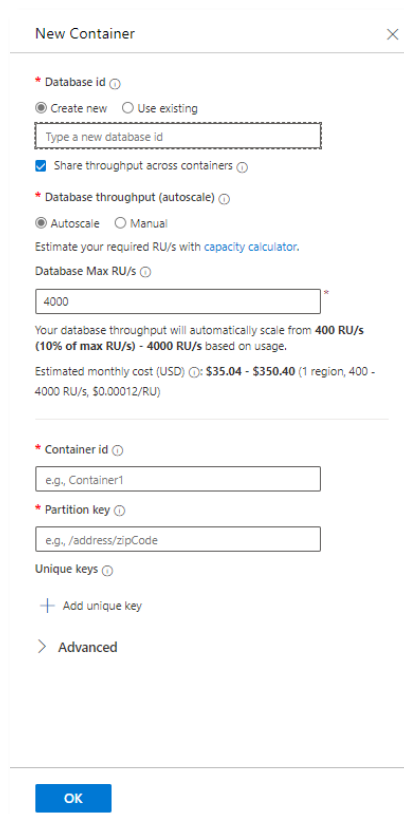 New Container
* Database id
Create new Use existing
Type a new database id
Share throughput across containers
* Database throughput (autoscale)
Autoscale Manual
Estimate your required RU/s with capacity calculator.
Database Max RU/s
4000 *
Your database throughput will automatically scale from 400 RU/s
(10% of max RU/s) - 4000 RU/s based on usage.
Estimated monthly cost (USD) : $35.04 - $350.40 (1 region, 400 -
4000 RU/s, $0.00012/RU)
* Container id
e.g., Container1
* Partition key
e.g., /address/zipCode
Unique keys
Add unique key
Advanced
OK